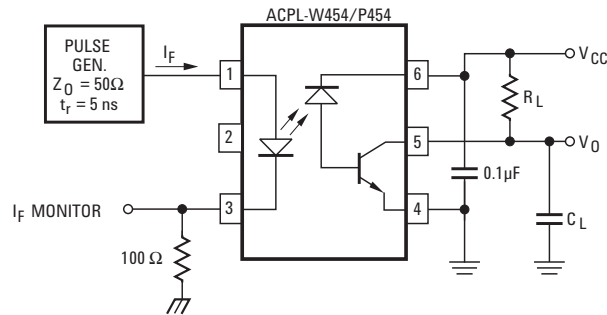 ACPL-W454/P454
PULSE
GEN.
Z_O = 50Ω
t_r = 5 ns
I_F
1
2
3
6
5
4
V_CC
R_L
V_O
0.1µF
C_L
I_F MONITOR
100 Ω